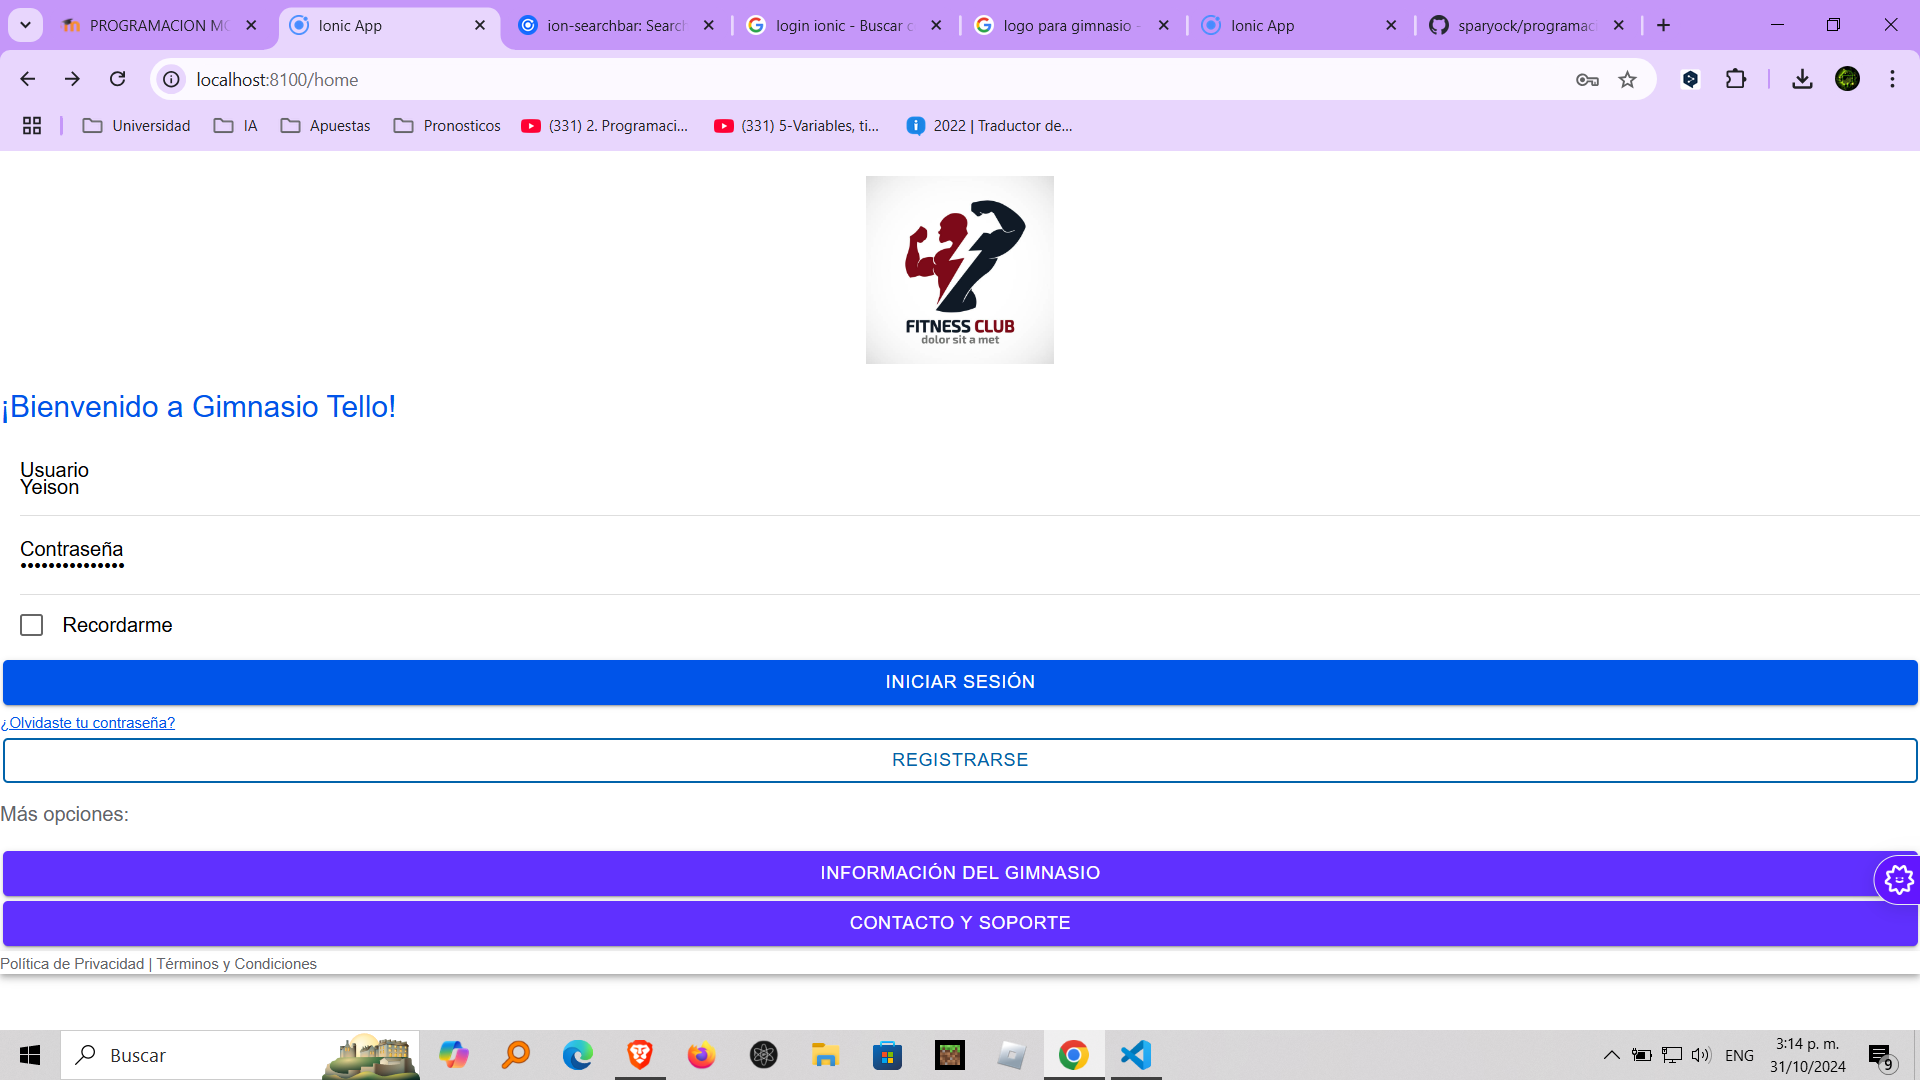 PROGRAMACION MO
Ionic App
ion-searchbar: Search
login ionic - Buscar c
logo para gimnasio -
Ionic App
sparyock/programaci
localhost:8100/home
Universidad
IA
Apuestas
Pronosticos
(331) 2. Programaci...
(331) 5-Variables, ti...
2022 | Traductor de...
FITNESS CLUB
dolor sit a met
¡Bienvenido a Gimnasio Tello!
Usuario
Yeison
Contraseña
•••••••••••••••
Recordarme
INICIAR SESIÓN
¿Olvidaste tu contraseña?
REGISTRARSE
Más opciones:
INFORMACIÓN DEL GIMNASIO
CONTACTO Y SOPORTE
Política de Privacidad | Términos y Condiciones
Buscar
ENG
3:14 p. m.
31/10/2024
9